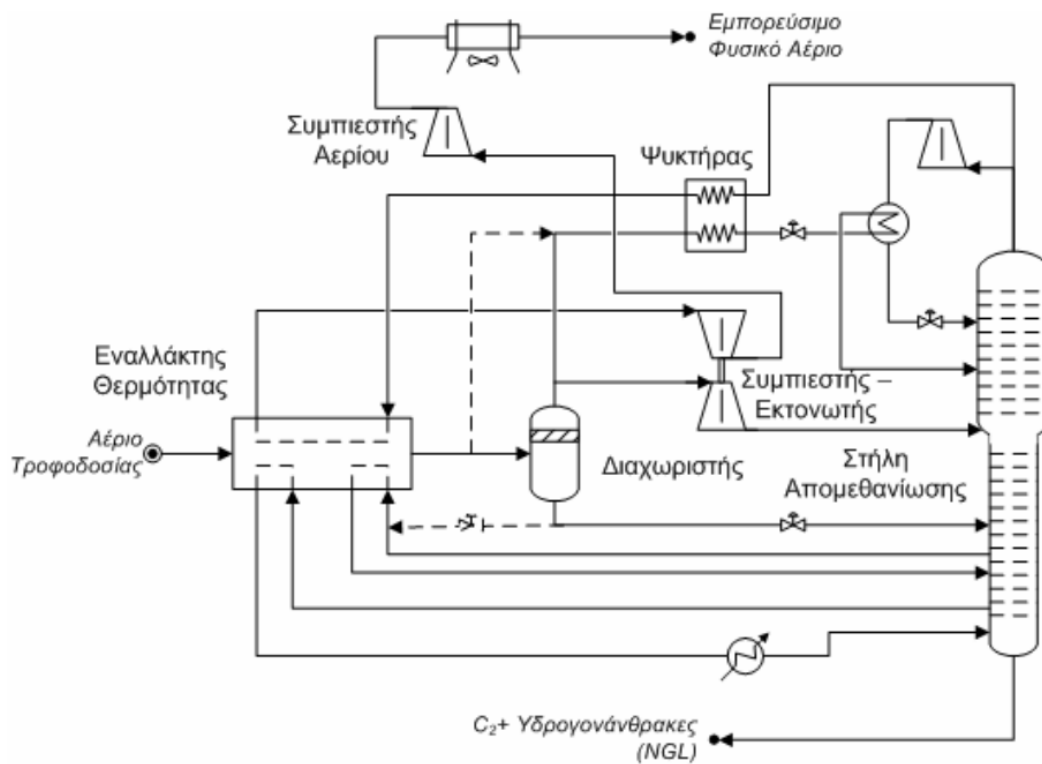 Εμπορεύσιμο
Φυσικό Αέριο
Συμπιεστής
Αερίου
Ψυκτήρας
Εναλλάκτης
Θερμότητας
Συμπιεστής –
Εκτονωτής
Αέριο
Τροφοδοσίας
Διαχωριστής
Στήλη
Απομεθανίωσης
C₂+ Υδρογονάνθρακες
(NGL)